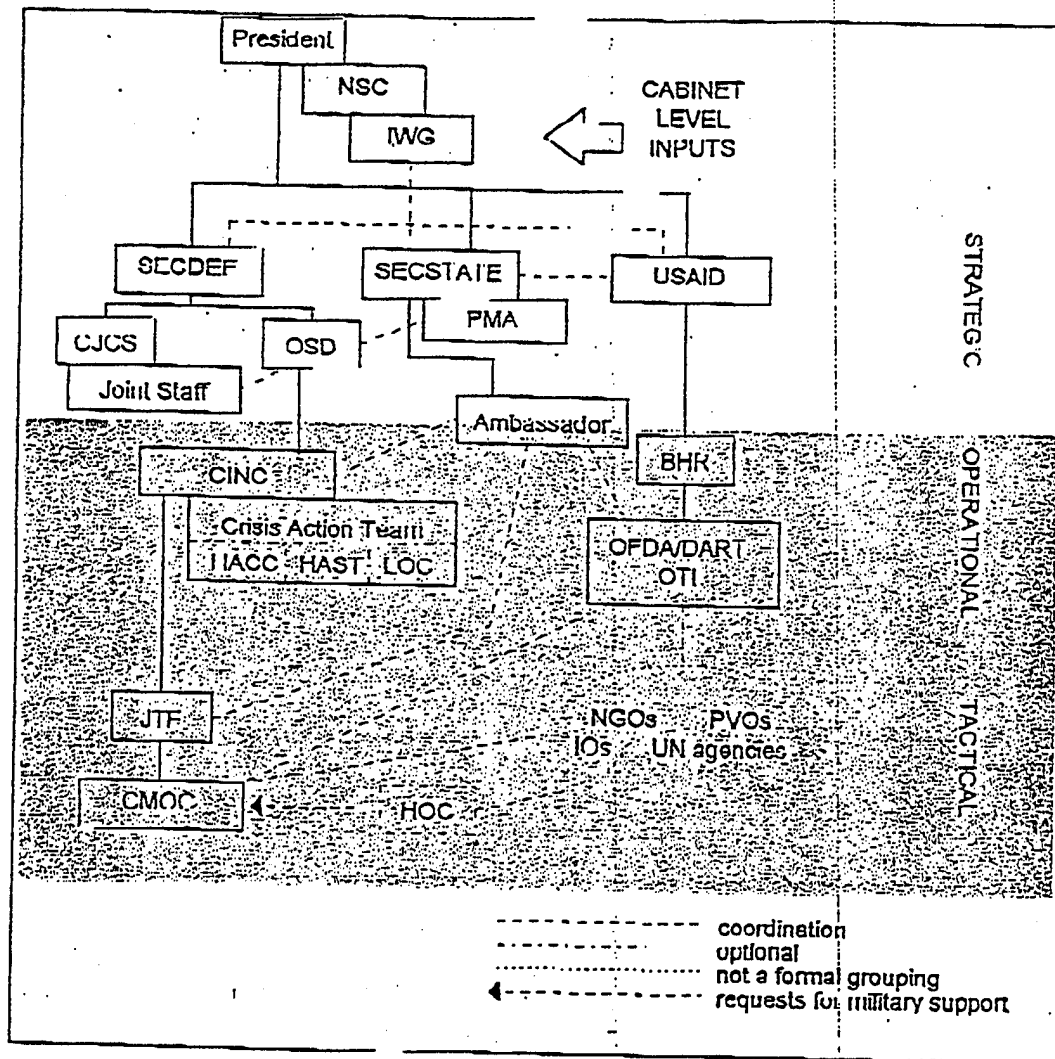 President
NSC
IWG
CABINET
LEVEL
INPUTS
SECDEF
SECSTATE
USAID
PMA
CJCS
OSD
Joint Staff
Ambassador
STRATEGIC
CINC
BHR
Crisis Action Team
HACC HAST LOC
OFDA/DART
OTI
OPERATIONAL
JTF
NGOs PVOs
IOs UN agencies
TACTICAL
CMOC
HOC
coordination
optional
not a formal grouping
requests for military support